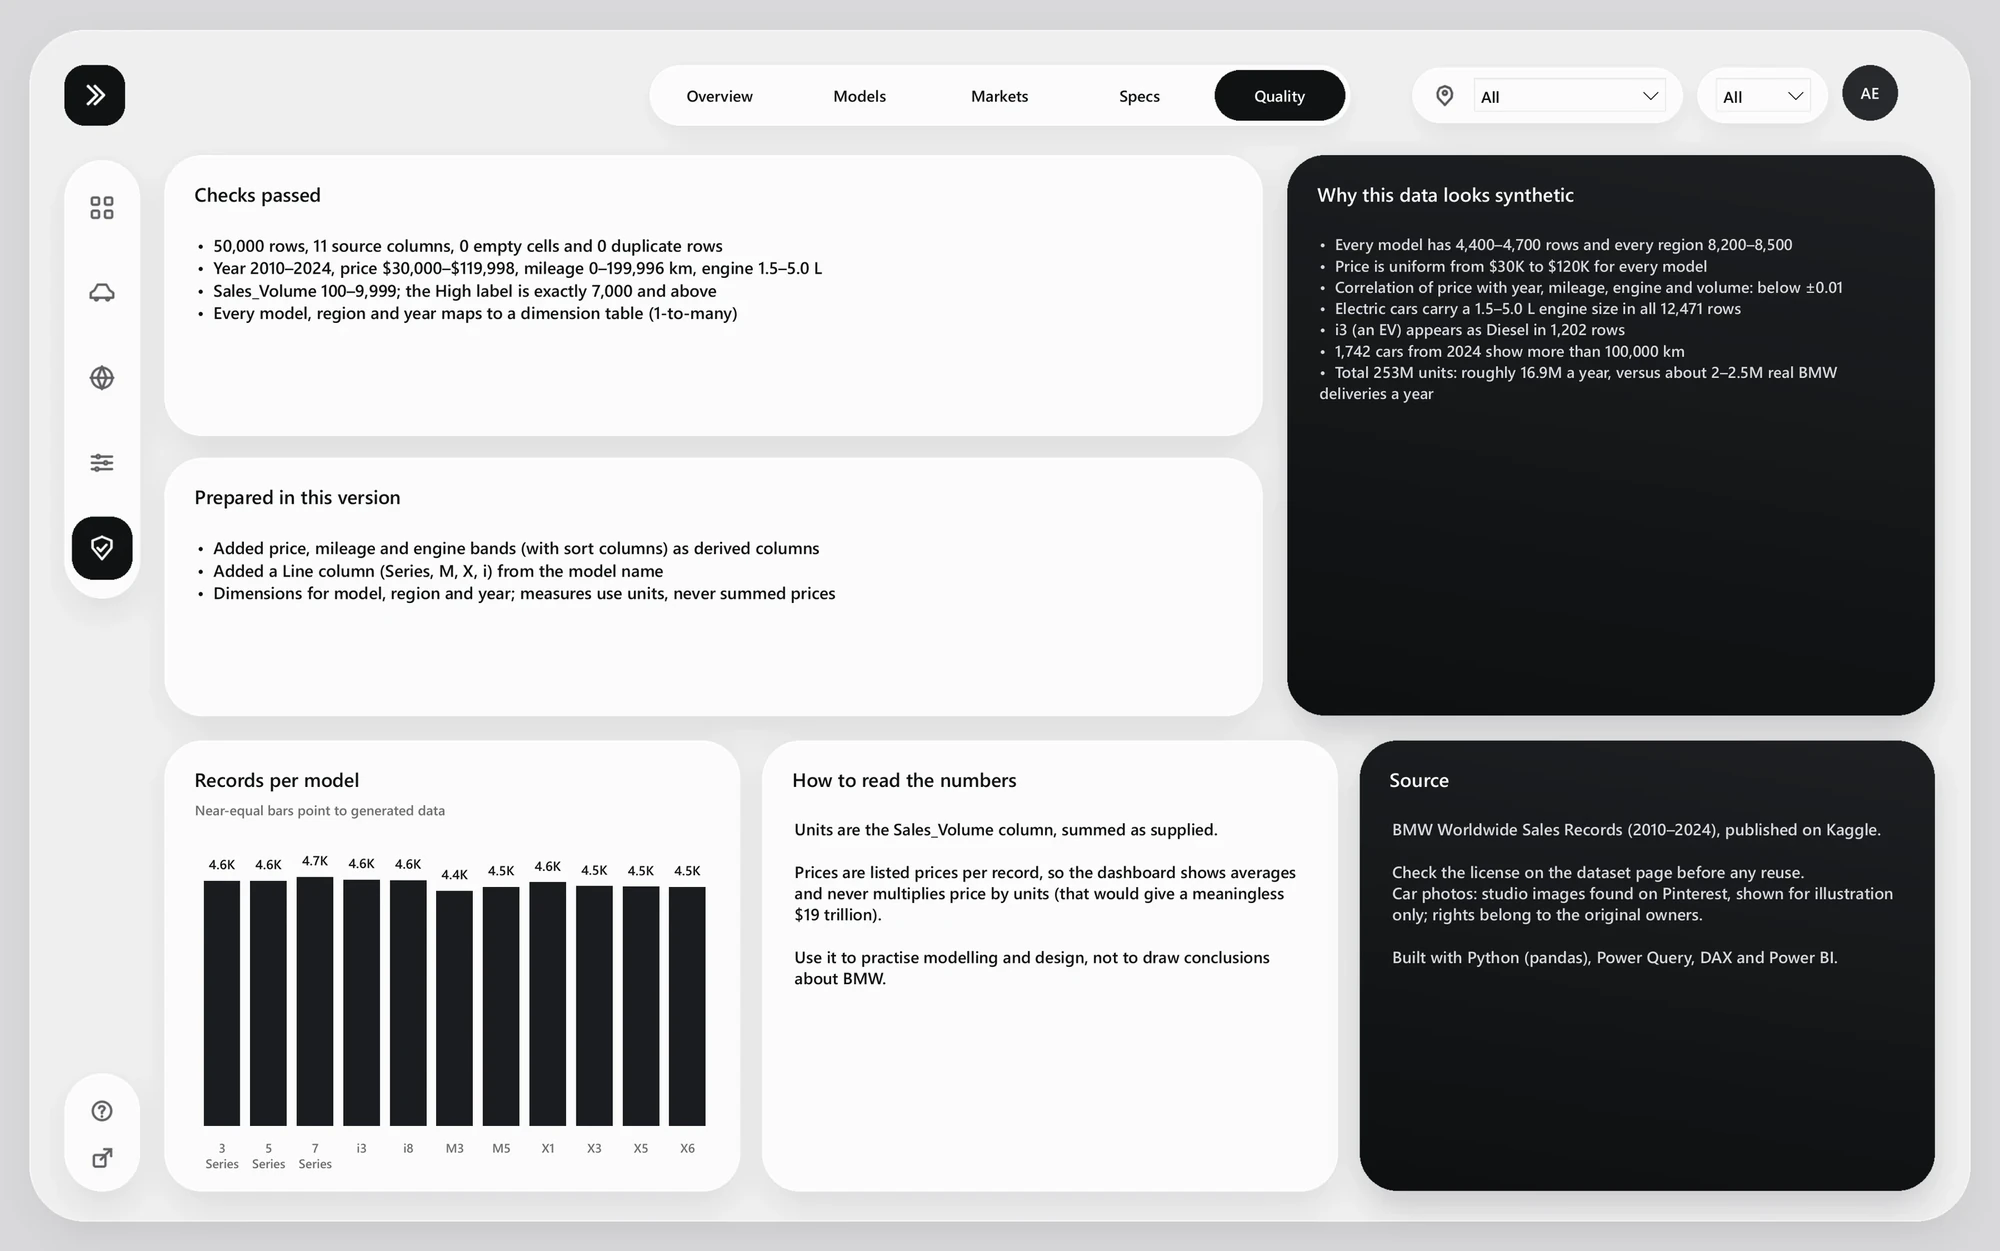 Overview
Models
Markets
Specs
Quality
All
All
AE
Checks passed
• 50,000 rows, 11 source columns, 0 empty cells and 0 duplicate rows
• Year 2010–2024, price $30,000–$119,998, mileage 0–199,996 km, engine 1.5–5.0 L
• Sales_Volume 100–9,999; the High label is exactly 7,000 and above
• Every model, region and year maps to a dimension table (1-to-many)
Why this data looks synthetic
• Every model has 4,400–4,700 rows and every region 8,200–8,500
• Price is uniform from $30K to $120K for every model
• Correlation of price with year, mileage, engine and volume: below ±0.01
• Electric cars carry a 1.5–5.0 L engine size in all 12,471 rows
• i3 (an EV) appears as Diesel in 1,202 rows
• 1,742 cars from 2024 show more than 100,000 km
• Total 253M units: roughly 16.9M a year, versus about 2–2.5M real BMW
deliveries a year
Prepared in this version
• Added price, mileage and engine bands (with sort columns) as derived columns
• Added a Line column (Series, M, X, i) from the model name
• Dimensions for model, region and year; measures use units, never summed prices
Records per model
Near-equal bars point to generated data
4.6K 4.6K 4.7K 4.6K 4.6K 4.4K 4.5K 4.6K 4.5K 4.5K 4.5K
3 5 7 i3 i8 M3 M5 X1 X3 X5 X6
Series Series Series
How to read the numbers
Units are the Sales_Volume column, summed as supplied.
Prices are listed prices per record, so the dashboard shows averages
and never multiplies price by units (that would give a meaningless
$19 trillion).
Use it to practise modelling and design, not to draw conclusions
about BMW.
Source
BMW Worldwide Sales Records (2010–2024), published on Kaggle.
Check the license on the dataset page before any reuse.
Car photos: studio images found on Pinterest, shown for illustration
only; rights belong to the original owners.
Built with Python (pandas), Power Query, DAX and Power BI.